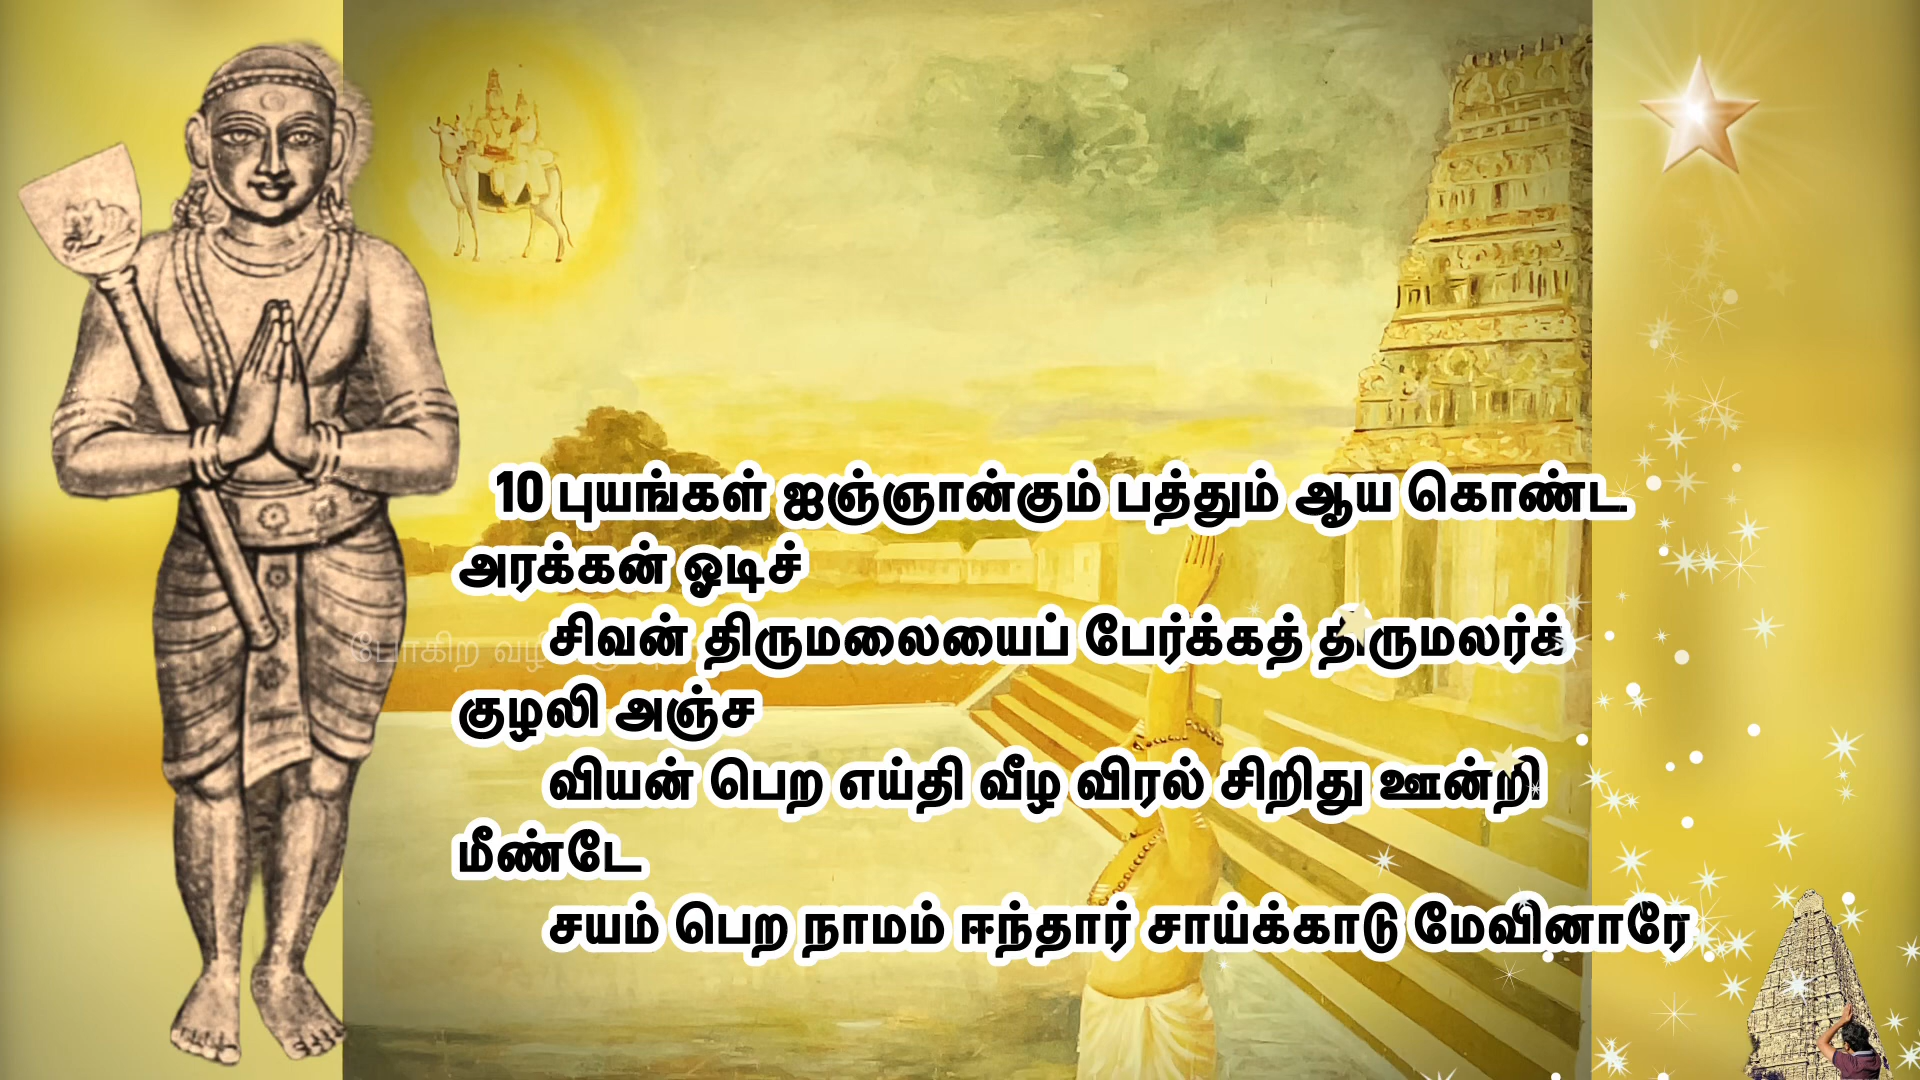 10 புயங்கள் ஐஞ்ஞான்கும் பத்தும் ஆய கொண்ட
அரக்கன் ஓடிச்
சிவன் திருமலையைப் பேர்க்கத் திருமலர்க்
குழலி அஞ்ச
வியன் பெற எய்தி வீழ விரல் சிறிது ஊன்றி
மீண்டே
சயம் பெற நாமம் ஈந்தார் சாய்க்காடு மேவினாரே
போகிற